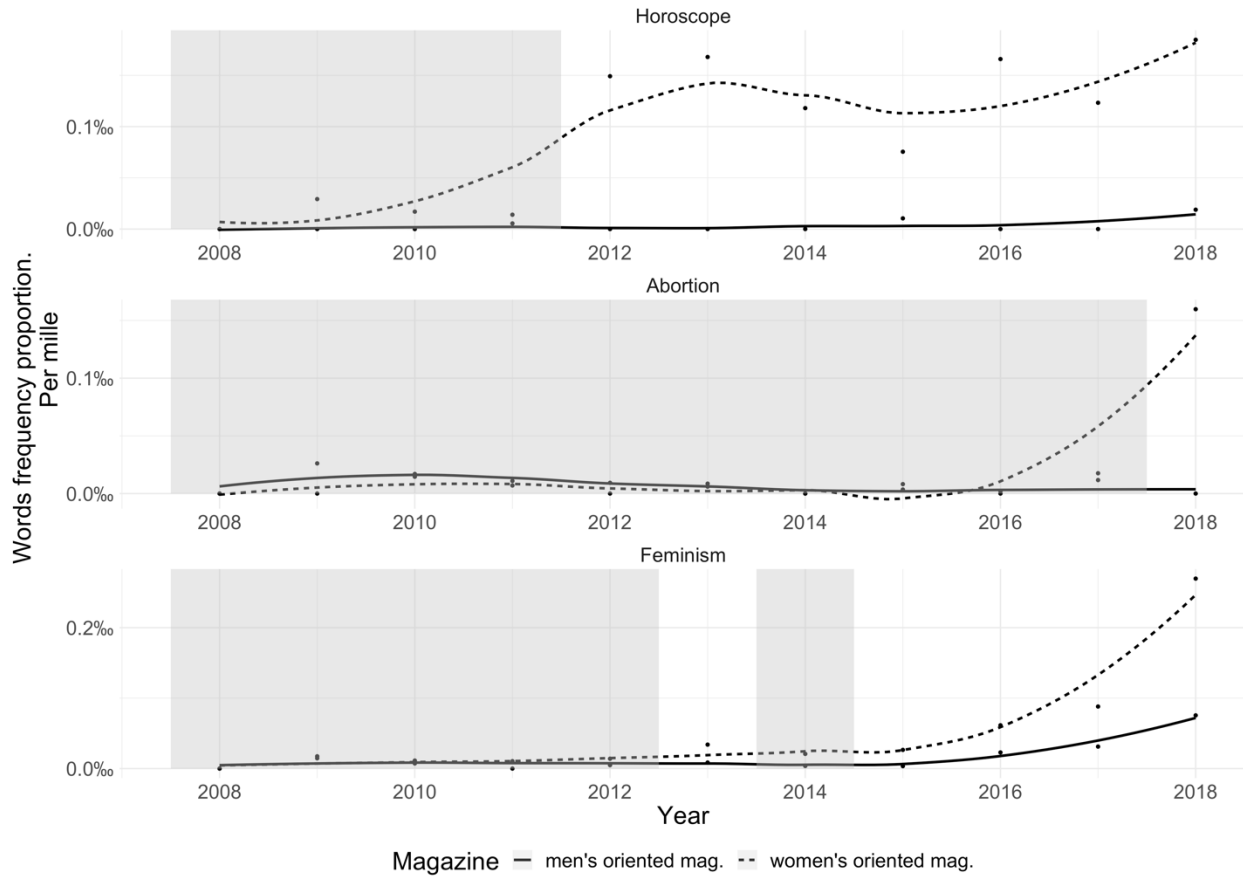 Horoscope
0.1‰
0.0‰
2008 2010 2012 2014 2016 2018
Abortion
0.1‰
0.0‰
2008 2010 2012 2014 2016 2018
Feminism
0.2‰
0.0‰
2008 2010 2012 2014 2016 2018
Words frequency proportion.
Per mille
Year
Magazine men's oriented mag. women's oriented mag.